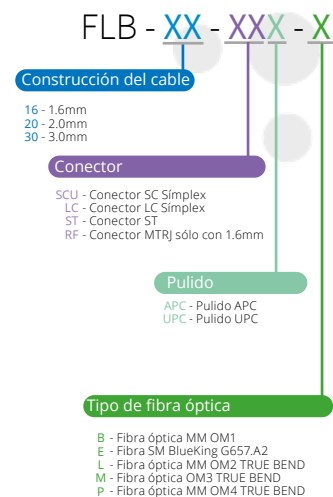 FLB - XX - XXX - X
Construcción del cable
16 - 1.6mm
20 - 2.0mm
30 - 3.0mm
Conector
SCU - Conector SC Símplex
LC - Conector LC Símplex
ST - Conector ST
RF - Conector MTRJ sólo con 1.6mm
Pulido
APC - Pulido APC
UPC - Pulido UPC
Tipo de fibra óptica
B - Fibra óptica MM OM1
E - Fibra SM BlueKing G657.A2
L - Fibra óptica MM OM2 TRUE BEND
M - Fibra óptica OM3 TRUE BEND
P - Fibra óptica MM OM4 TRUE BEND